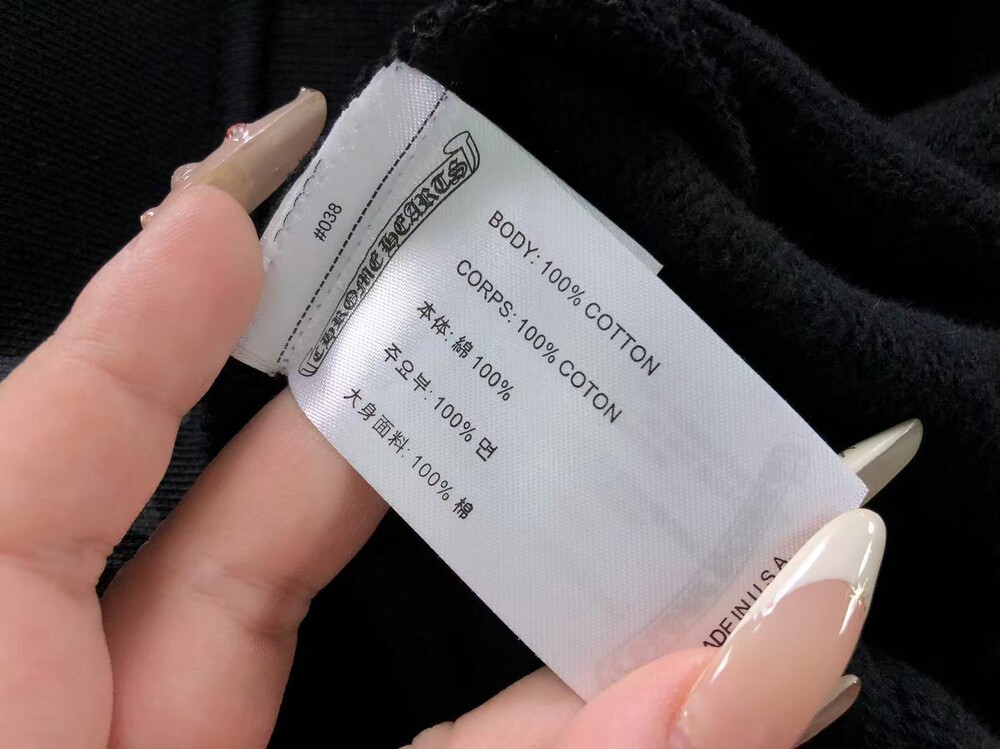 #038
CHROME HEARTS
BODY: 100% COTTON
CORPS: 100% COTON
本体: 綿 100%
주요부: 100% 면
大身面料: 100% 棉
ADE IN U.S.A.